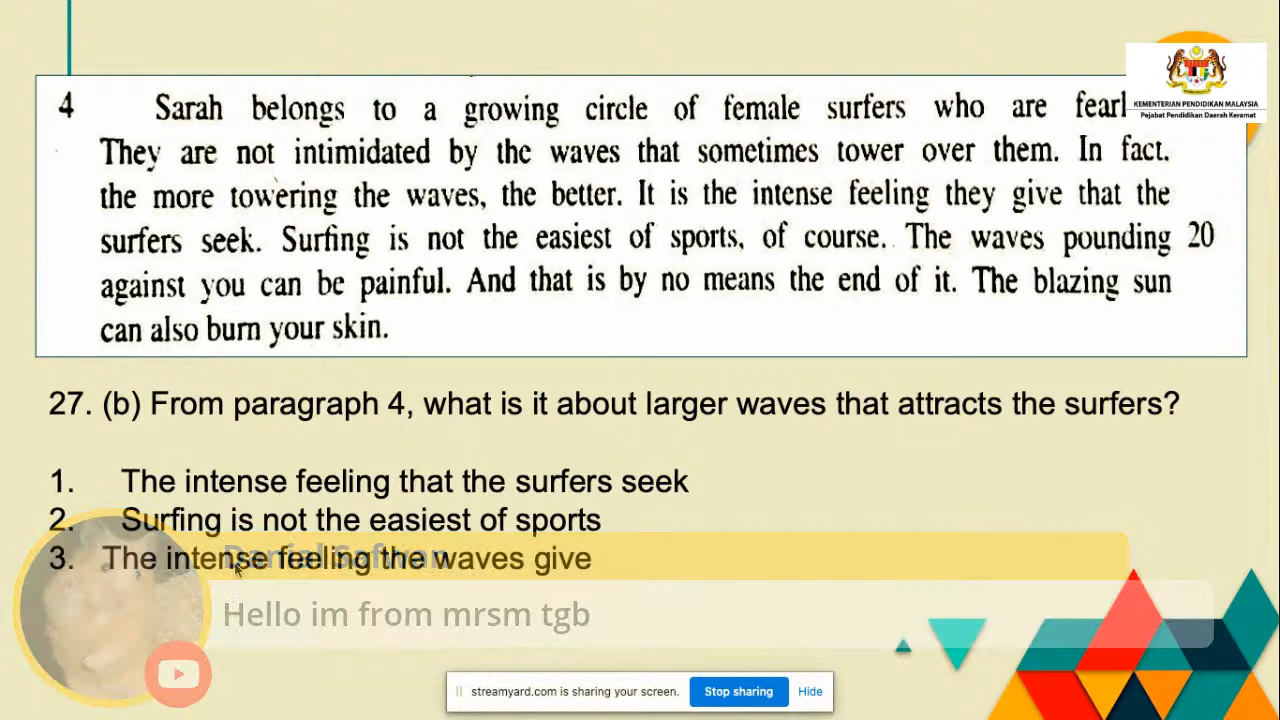 KEMENTERIAN PENDIDIKAN MALAYSIA
Pejabat Pendidikan Daerah Keramat
4 Sarah belongs to a growing circle of female surfers who are fearl
They are not intimidated by the waves that sometimes tower over them. In fact,
the more towering the waves, the better. It is the intense feeling they give that the
surfers seek. Surfing is not the easiest of sports, of course. The waves pounding 20
against you can be painful. And that is by no means the end of it. The blazing sun
can also burn your skin.
27. (b) From paragraph 4, what is it about larger waves that attracts the surfers?
1. The intense feeling that the surfers seek
2. Surfing is not the easiest of sports
3. The intense feeling the waves give
Daniel Safwan
Hello im from mrsm tgb
streamyard.com is sharing your screen. Stop sharing Hide